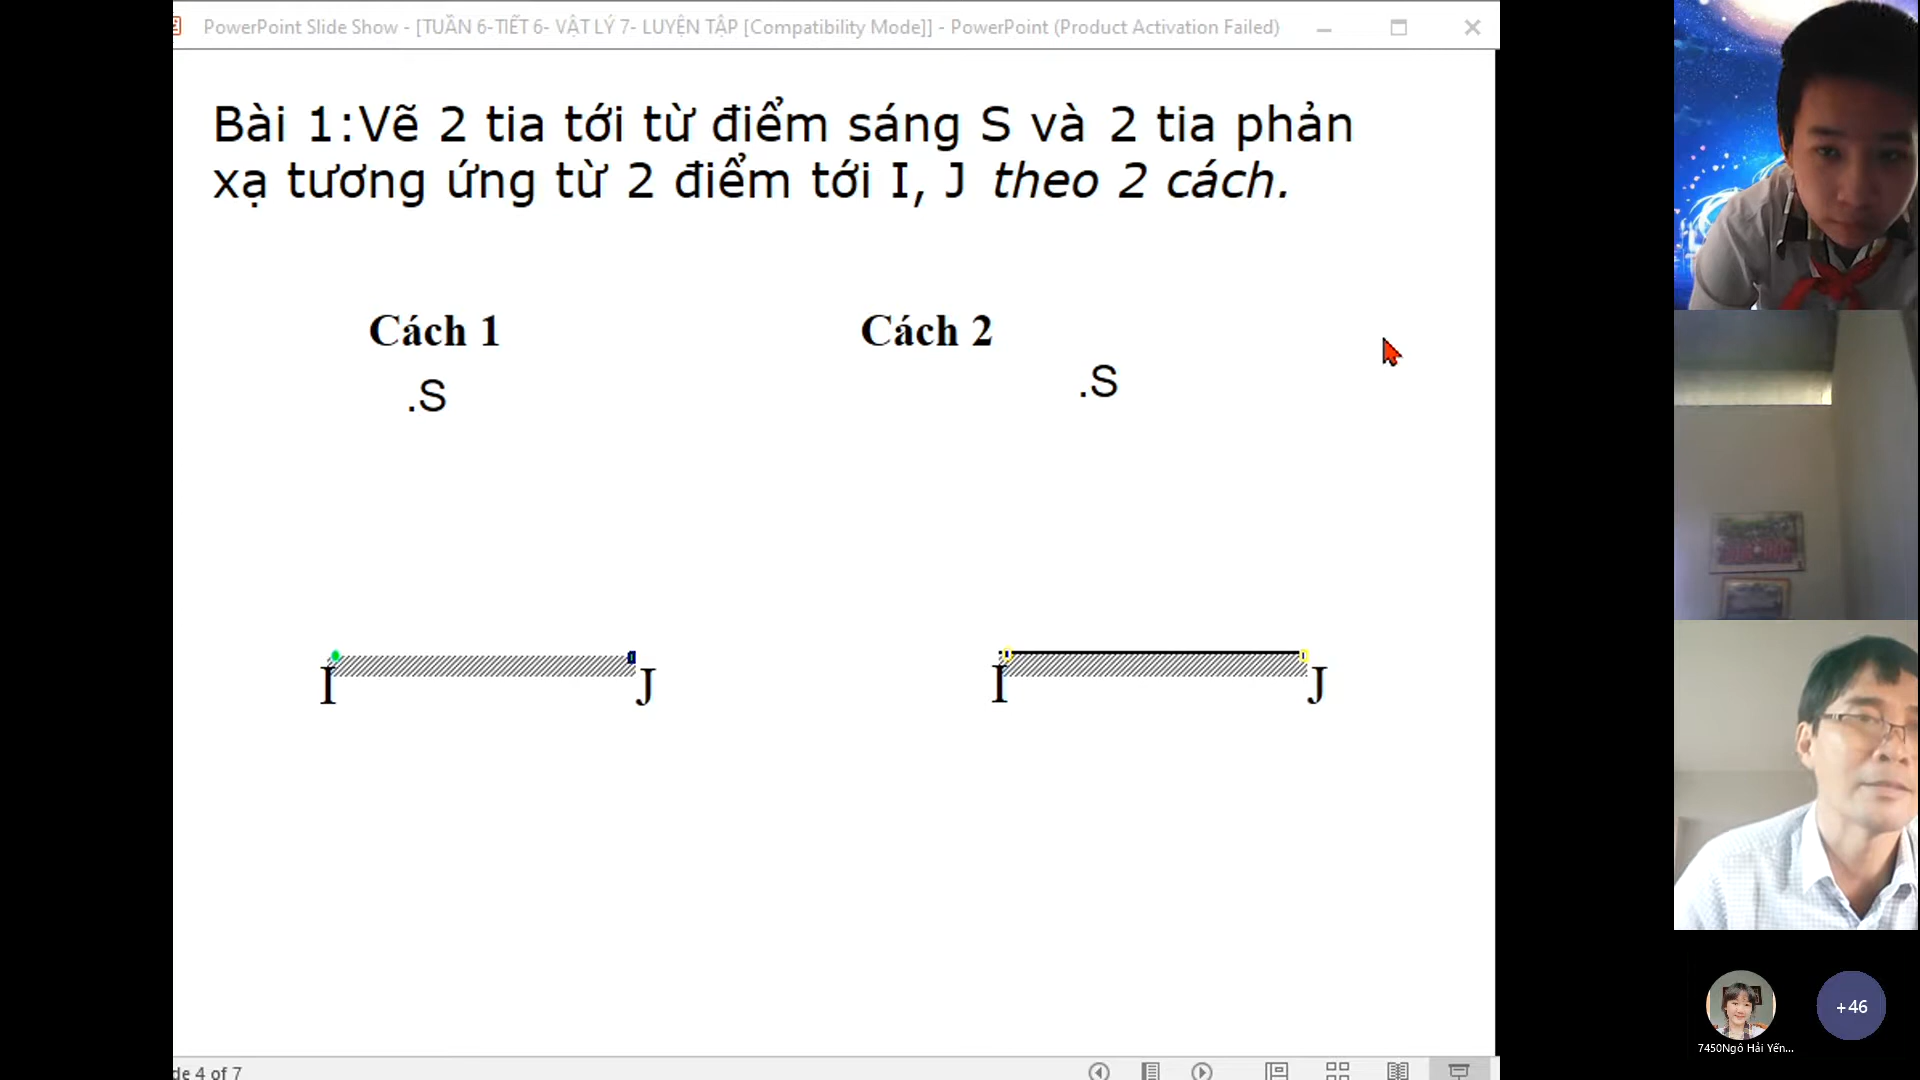 PowerPoint Slide Show - [TUẦN 6-TIẾT 6- VẬT LÝ 7- LUYỆN TẬP [Compatibility Mode]] - PowerPoint (Product Activation Failed)
Bài 1:Vẽ 2 tia tới từ điểm sáng S và 2 tia phản
xạ tương ứng từ 2 điểm tới I, J theo 2 cách.
Cách 1
Cách 2
.S
.S
I
J
I
J
+46
7450Ngô Hải Yến...
de 4 of 7